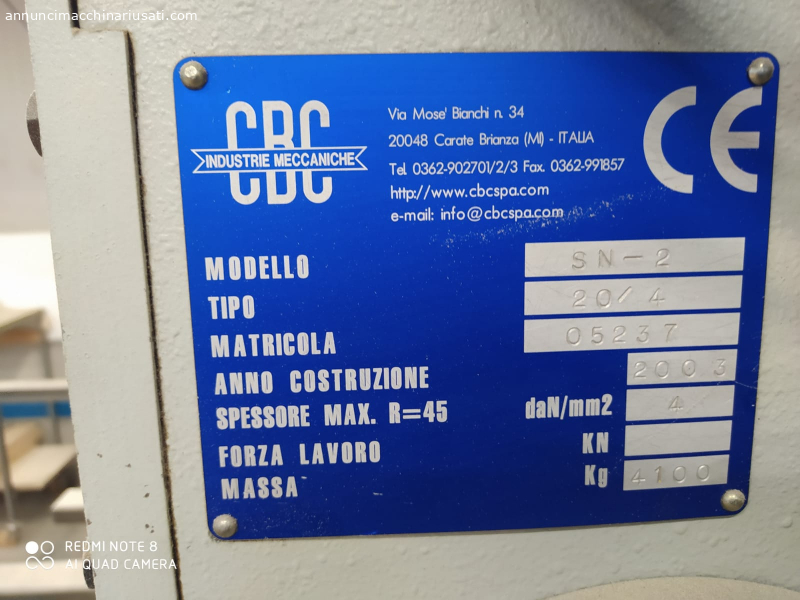 annuncimacchinariusati.com
CBC
INDUSTRIE MECCANICHE
Via Mose' Bianchi n. 34
20048 Carate Brianza (MI) - ITALIA
Tel. 0362-902701/2/3 Fax. 0362-991857
http://www.cbcspa.com
e-mail: info@cbcspa.com
CE
MODELLO SN-2
TIPO 20/4
MATRICOLA 05237
ANNO COSTRUZIONE 2003
SPESSORE MAX. R=45 daN/mm2 4
FORZA LAVORO KN
MASSA Kg 4100
REDMI NOTE 8
AI QUAD CAMERA